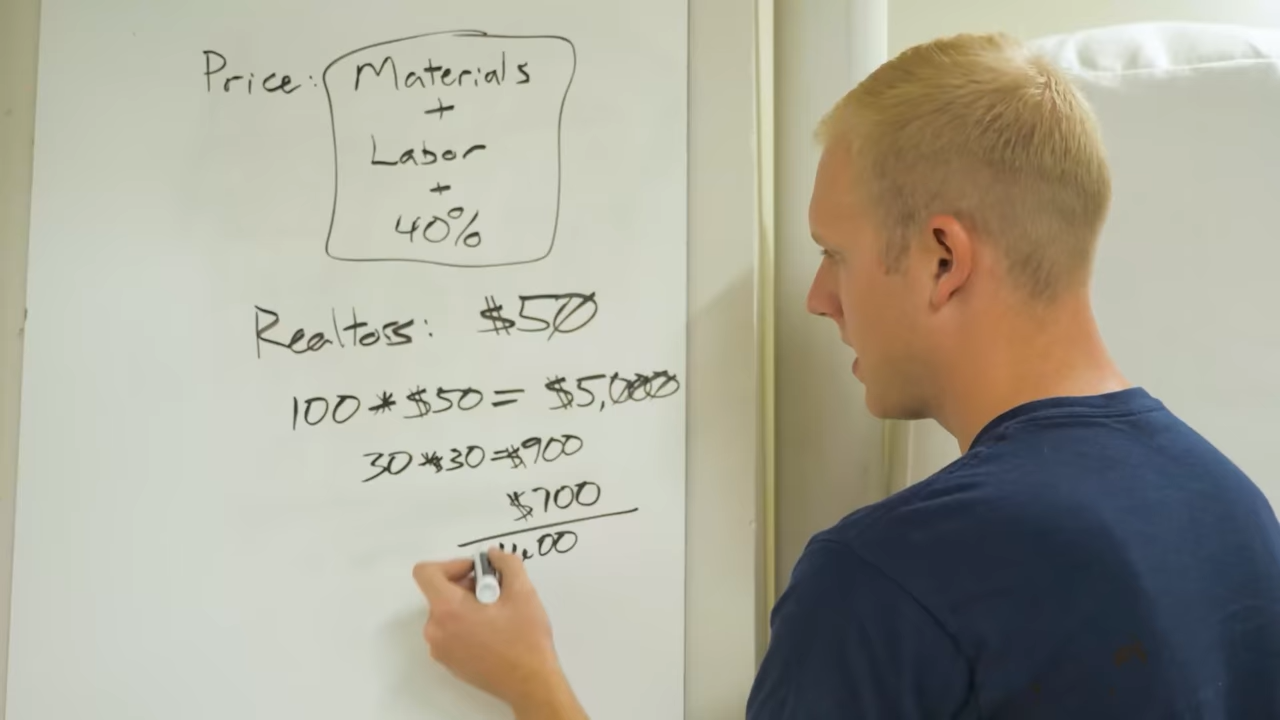 Price: Materials
+
Labor
+
40%
Realtors: $50
100 * $50 = $5,000
30 * $30 = $900
$700